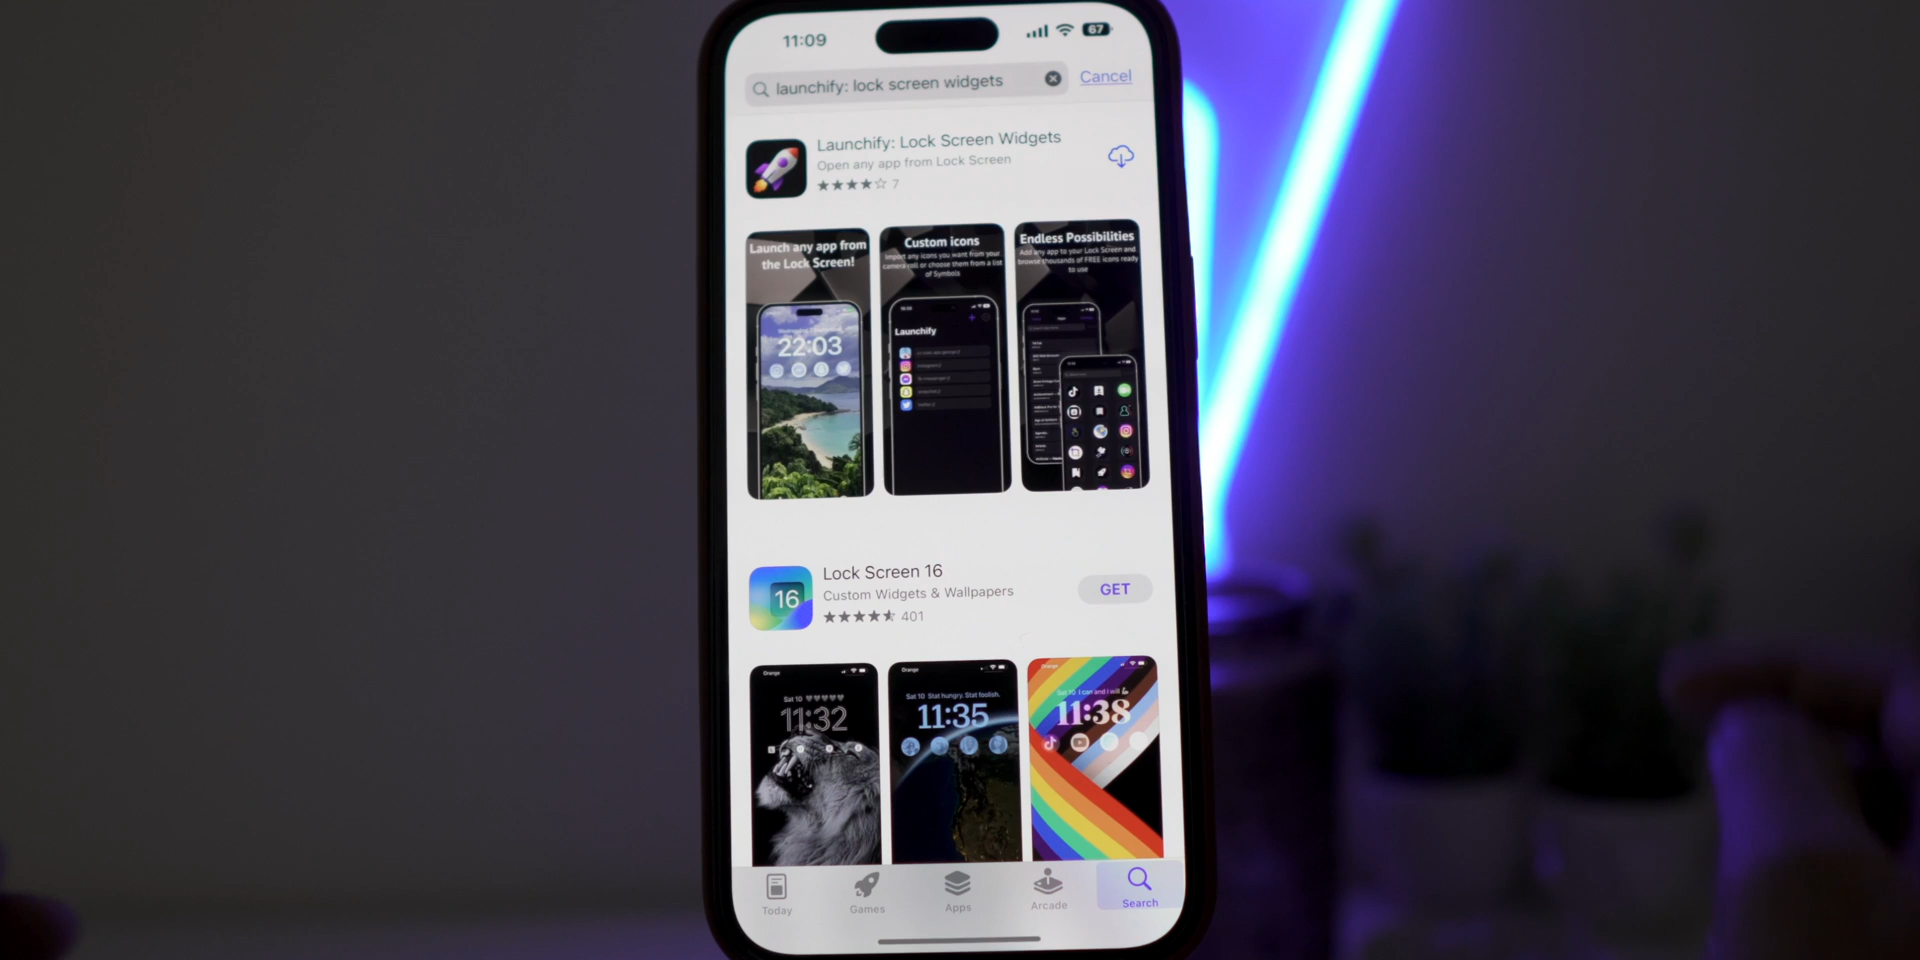 11:09
67
launchify: lock screen widgets
Cancel
Launchify: Lock Screen Widgets
Open any app from Lock Screen
7
Launch any app from
the Lock Screen!
22:03
Custom icons
Import any icons you want from your
camera roll or choose them from a list
of Symbols
Launchify
Endless Possibilities
Add any app to your Lock Screen and
browse thousands of FREE icons ready
to use
16
Lock Screen 16
Custom Widgets & Wallpapers
401
GET
Orange
Sat 10
11:32
Orange
Sat 10 Stat hungry. Stat foolish.
11:35
Orange
Sat 10 I can and I will
11:38
Today
Games
Apps
Arcade
Search